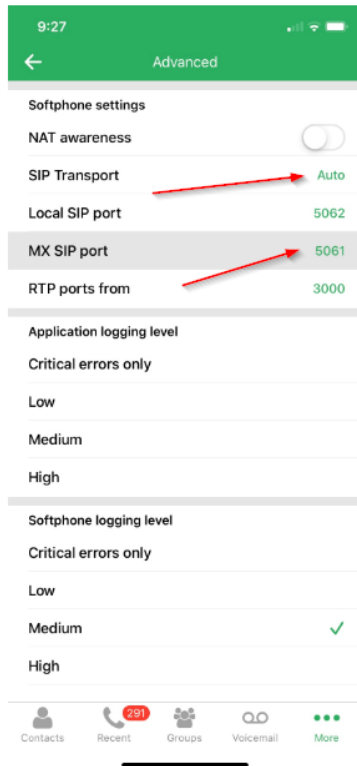 9:27
Advanced
Softphone settings
NAT awareness
SIP Transport Auto
Local SIP port 5062
MX SIP port 5061
RTP ports from 3000
Application logging level
Critical errors only
Low
Medium
High
Softphone logging level
Critical errors only
Low
Medium
High
291
Contacts Recent Groups Voicemail More